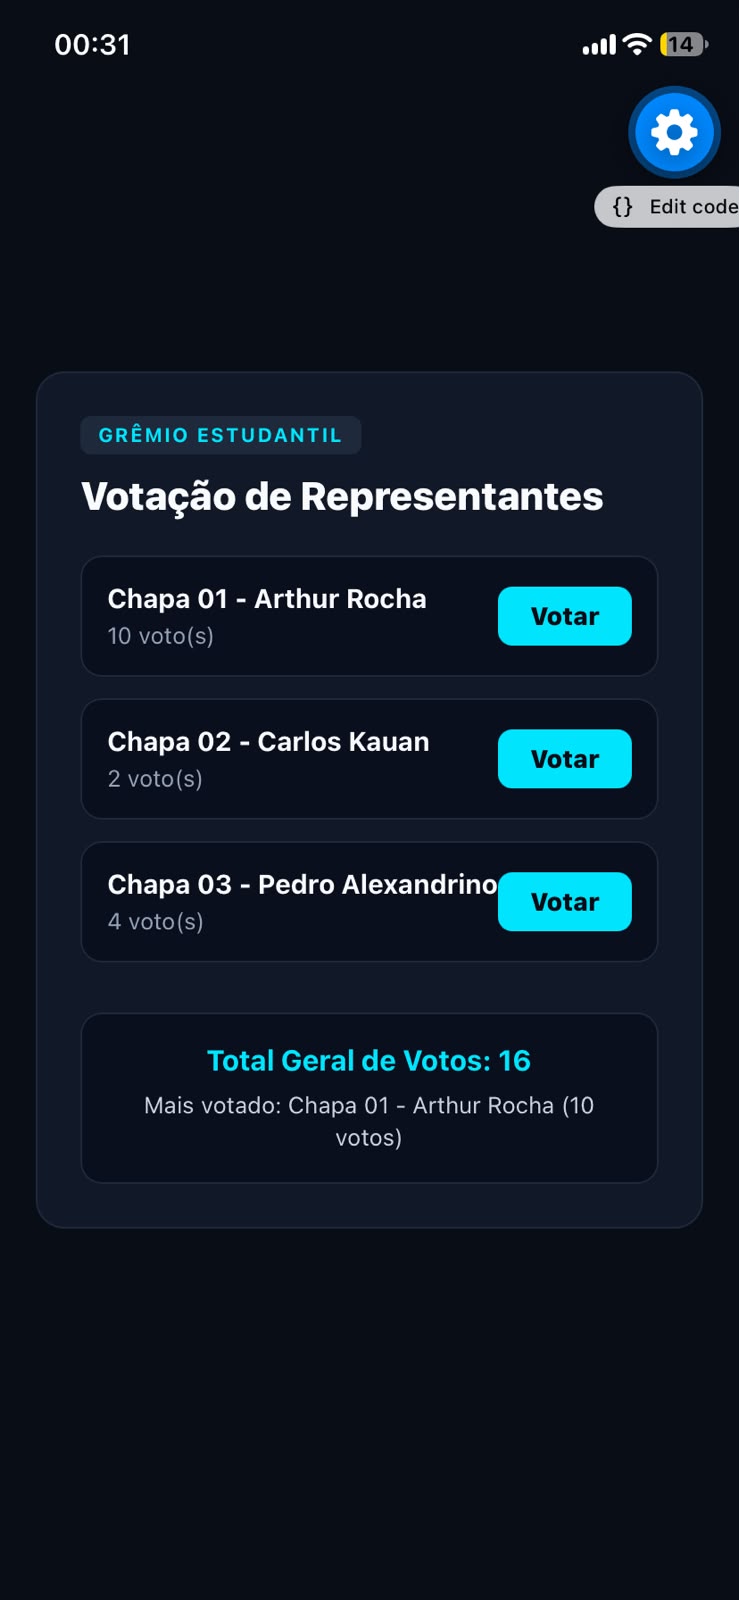 00:31
14
{} Edit code
GRÊMIO ESTUDANTIL
Votação de Representantes
Chapa 01 - Arthur Rocha
10 voto(s)
Votar
Chapa 02 - Carlos Kauan
2 voto(s)
Votar
Chapa 03 - Pedro Alexandrino
4 voto(s)
Votar
Total Geral de Votos: 16
Mais votado: Chapa 01 - Arthur Rocha (10
votos)